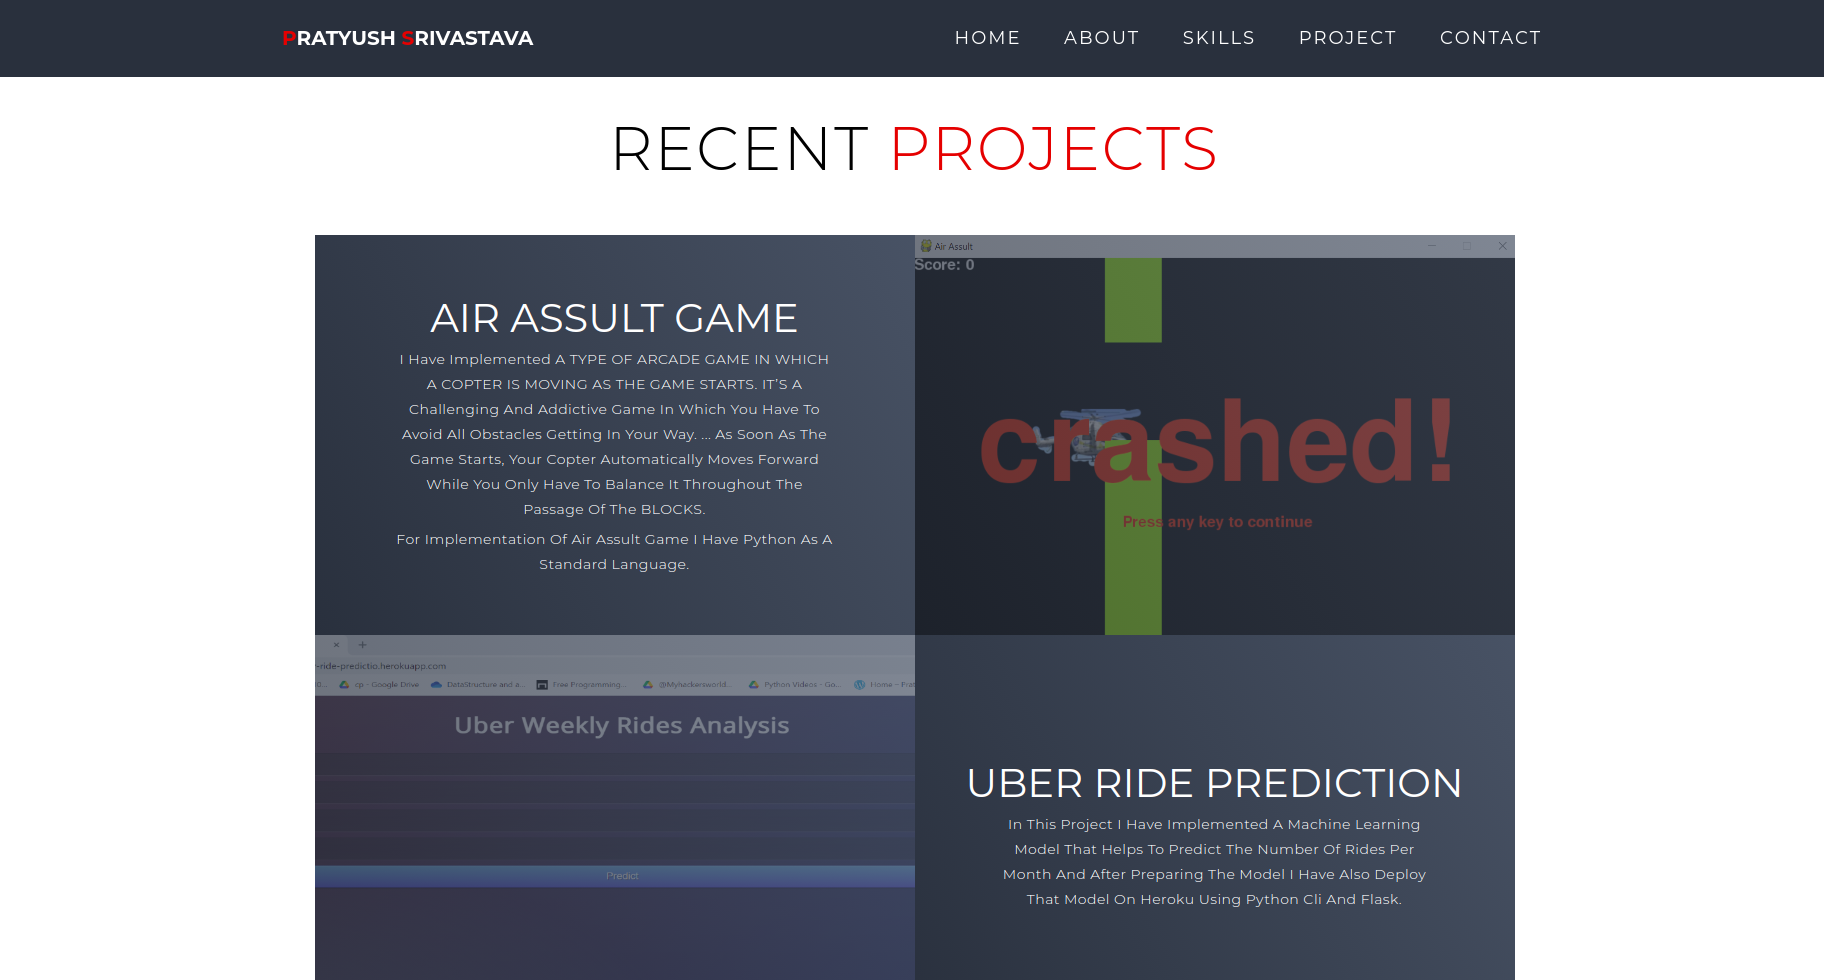 PRATYUSH SRIVASTAVA
HOME ABOUT SKILLS PROJECT CONTACT
RECENT PROJECTS
AIR ASSULT GAME
I Have Implemented A TYPE OF ARCADE GAME IN WHICH
A COPTER IS MOVING AS THE GAME STARTS. IT’S A
Challenging And Addictive Game In Which You Have To
Avoid All Obstacles Getting In Your Way. ... As Soon As The
Game Starts, Your Copter Automatically Moves Forward
While You Only Have To Balance It Throughout The
Passage Of The BLOCKS.
For Implementation Of Air Assult Game I Have Python As A
Standard Language.
Air Assult
Score: 0
crashed!
Press any key to continue
-ride-predictio.herokuapp.com
cp - Google Drive DataStructure and a... Free Programming... @Myhackersworld... Python Videos - Go... Home – Prat
Uber Weekly Rides Analysis
Predict
UBER RIDE PREDICTION
In This Project I Have Implemented A Machine Learning
Model That Helps To Predict The Number Of Rides Per
Month And After Preparing The Model I Have Also Deploy
That Model On Heroku Using Python Cli And Flask.